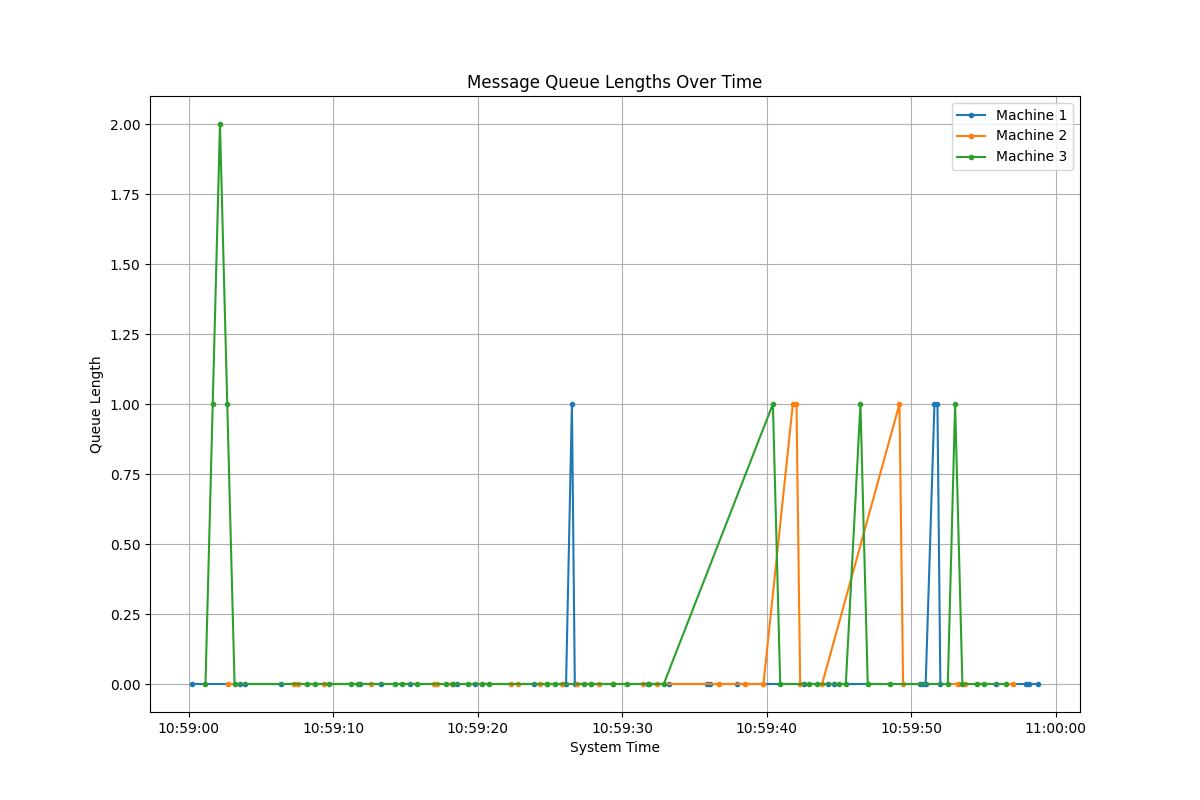 Message Queue Lengths Over Time
Machine 1
Machine 2
Machine 3
Queue Length
2.00
1.75
1.50
1.25
1.00
0.75
0.50
0.25
0.00
10:59:00 10:59:10 10:59:20 10:59:30 10:59:40 10:59:50 11:00:00
System Time